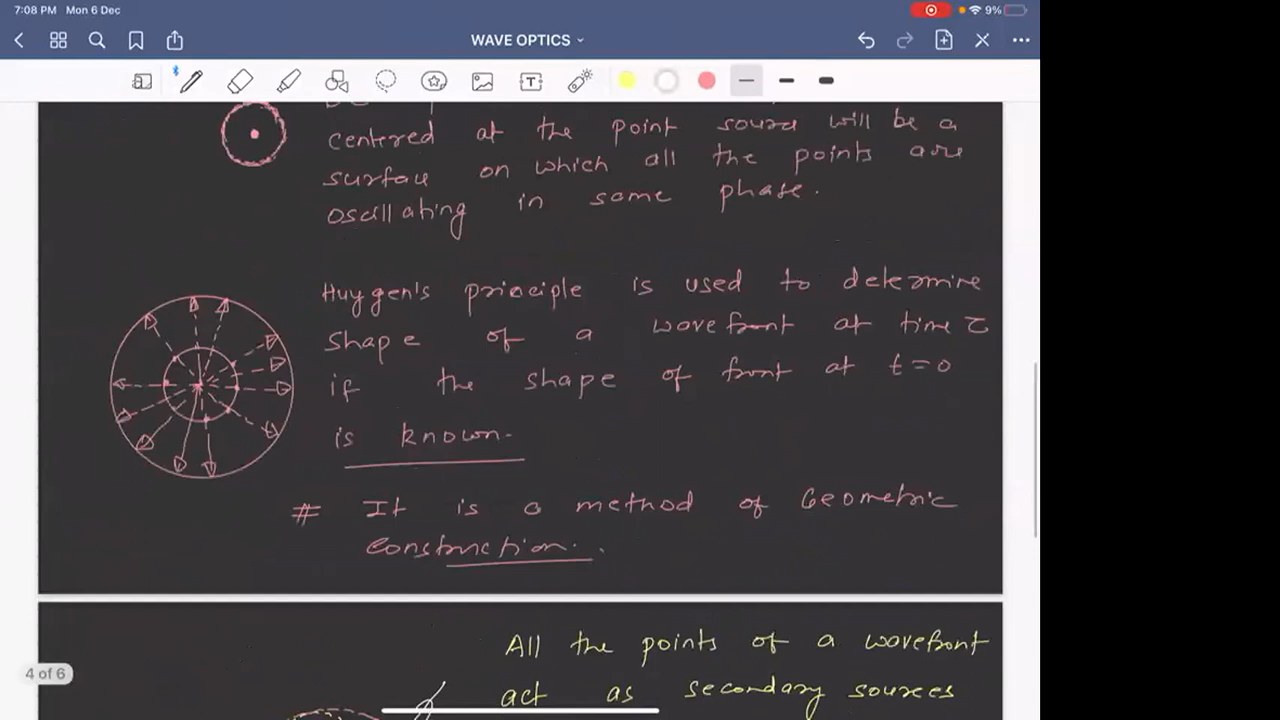 7:08 PM Mon 6 Dec
9%
WAVE OPTICS
T
centered at the point source will be a
surface on which all the points are
oscillating in same phase.
Huygen's principle is used to determine
shape of a wavefront at time τ
if the shape of front at t=0
is known.
# It is a method of Geometric
construction.
All the points of a wavefront
4 of 6
act as secondary sources